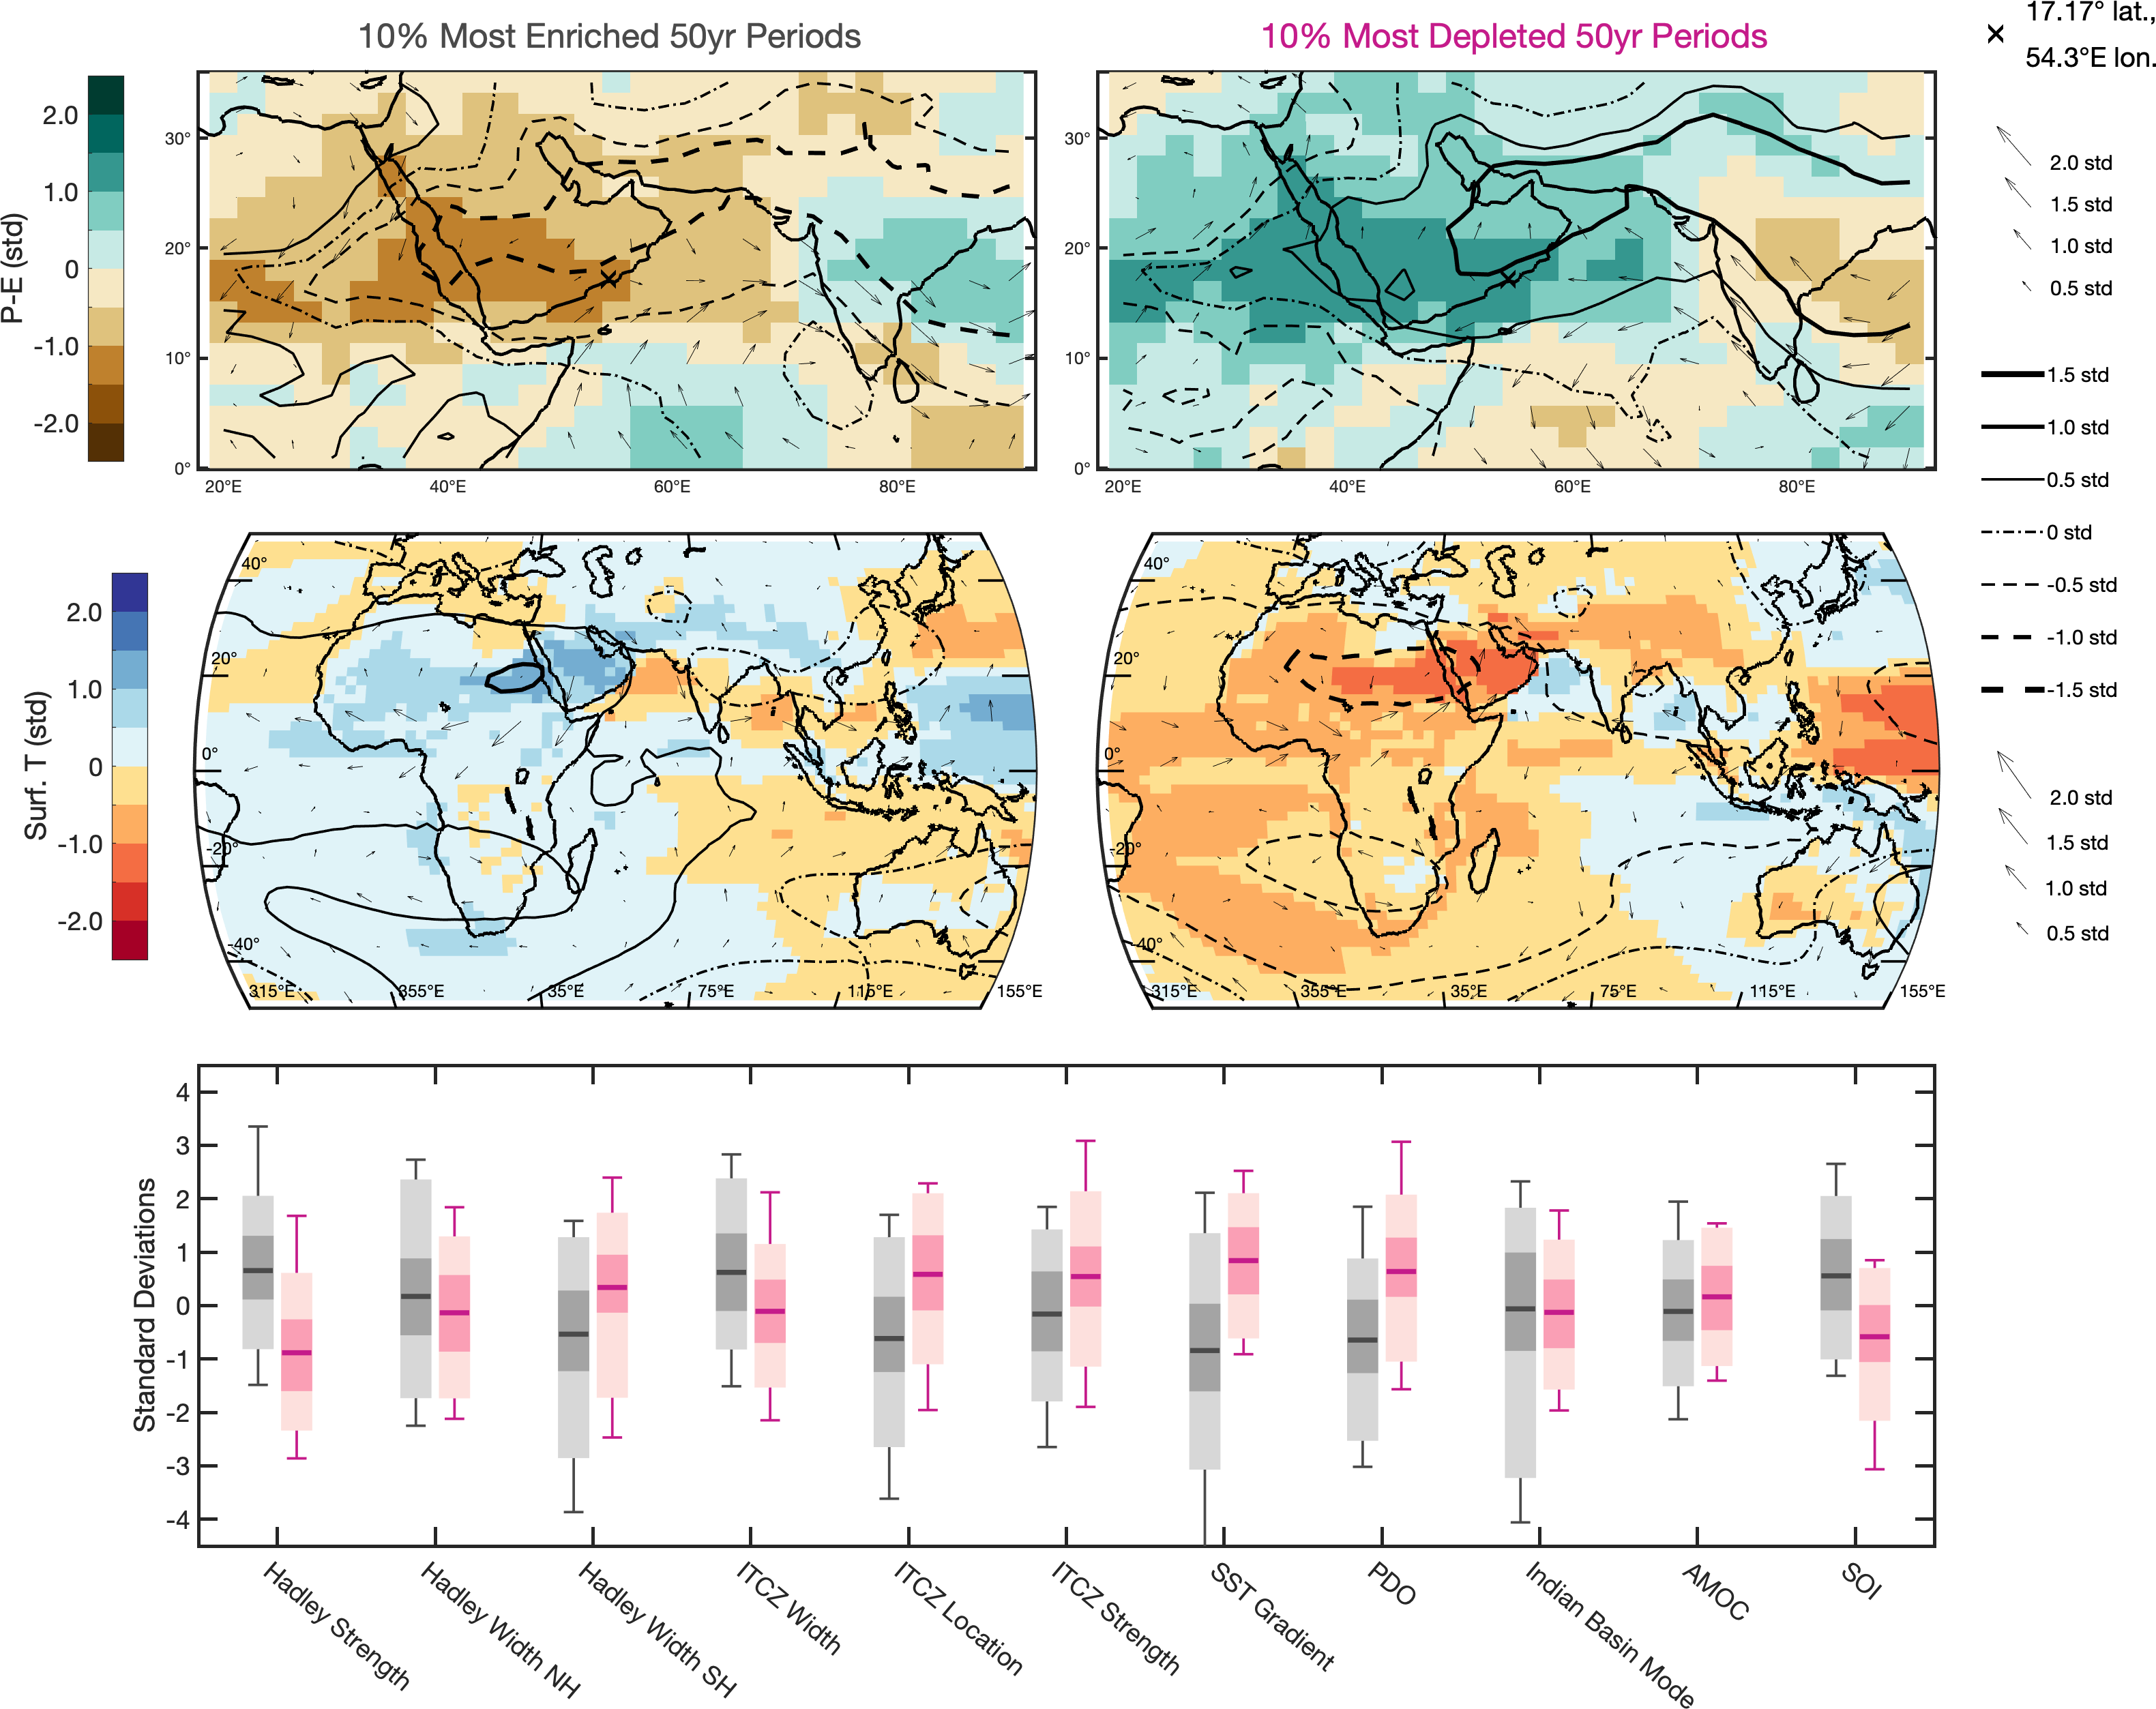 10% Most Enriched 50yr Periods
10% Most Depleted 50yr Periods
17.17° lat.,
54.3°E lon.
P-E (std)
2.0
1.0
0
-1.0
-2.0
30°
20°
10°
0°
20°E
40°E
60°E
80°E
30°
20°
10°
0°
20°E
40°E
60°E
80°E
2.0 std
1.5 std
1.0 std
0.5 std
1.5 std
1.0 std
0.5 std
0 std
-0.5 std
-1.0 std
-1.5 std
Surf. T (std)
2.0
1.0
0
-1.0
-2.0
40°
20°
0°
-20°
-40°
315°E
355°E
35°E
75°E
115°E
155°E
40°
20°
0°
-20°
-40°
315°E
355°E
35°E
75°E
115°E
155°E
2.0 std
1.5 std
1.0 std
0.5 std
Standard Deviations
4
3
2
1
0
-1
-2
-3
-4
Hadley Strength
Hadley Width NH
Hadley Width SH
ITCZ Width
ITCZ Location
ITCZ Strength
SST Gradient
PDO
Indian Basin Mode
AMOC
SOI